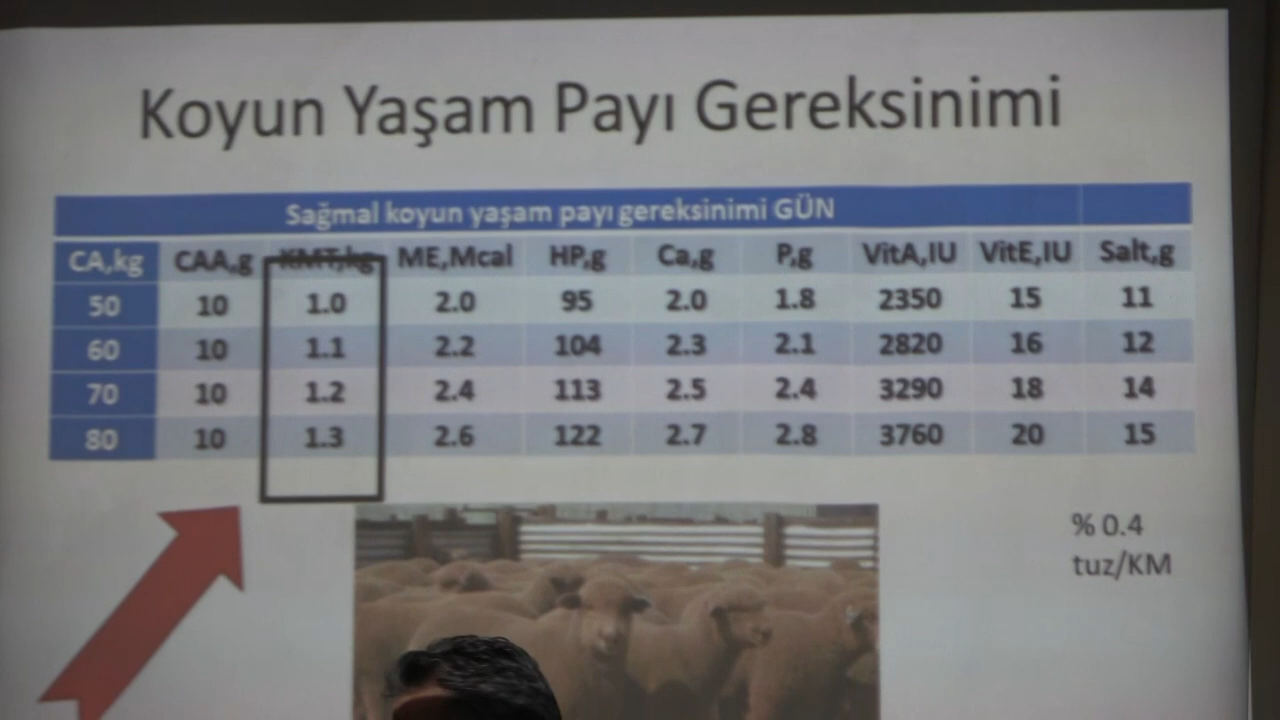 Koyun Yaşam Payı Gereksinimi
Sağmal koyun yaşam payı gereksinimi GÜN
CA,kg CAA,g KMT,kg ME,Mcal HP,g Ca,g P,g VitA,IU VitE,IU Salt,g
50 10 1.0 2.0 95 2.0 1.8 2350 15 11
60 10 1.1 2.2 104 2.3 2.1 2820 16 12
70 10 1.2 2.4 113 2.5 2.4 3290 18 14
80 10 1.3 2.6 122 2.7 2.8 3760 20 15
% 0.4
tuz/KM